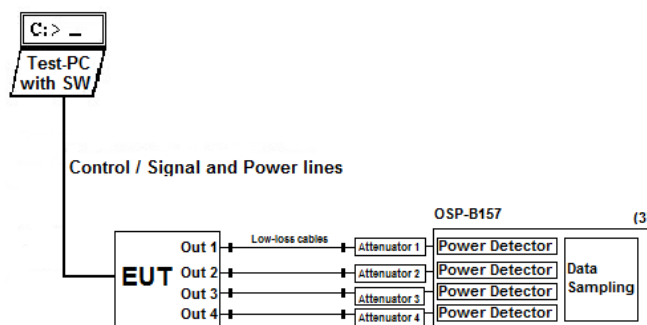 C:> _
Test-PC
with SW
Control / Signal and Power lines
OSP-B157
(3
Out 1
Low-loss cables
Attenuator 1
Power Detector
EUT
Out 2
Attenuator 2
Power Detector
Data
Sampling
Out 3
Attenuator 3
Power Detector
Out 4
Attenuator 4
Power Detector